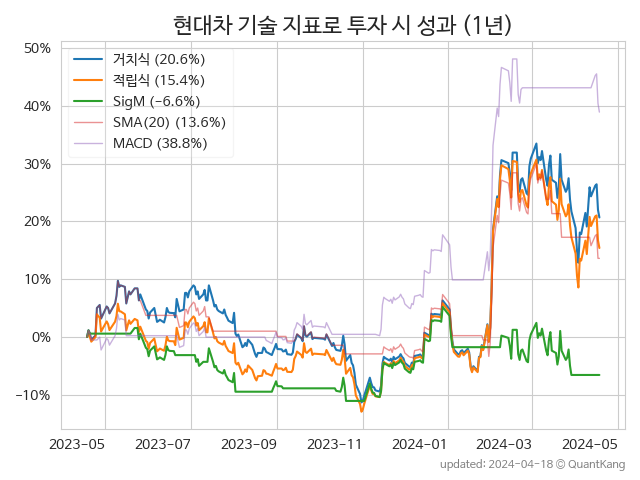 현대차 기술 지표로 투자 시 성과 (1년)
50%
40%
30%
20%
10%
0%
−10%
거치식 (20.6%)
적립식 (15.4%)
SigM (−6.6%)
SMA(20) (13.6%)
MACD (38.8%)
2023-05 2023-07 2023-09 2023-11 2024-01 2024-03 2024-05
updated: 2024-04-18 © QuantKang